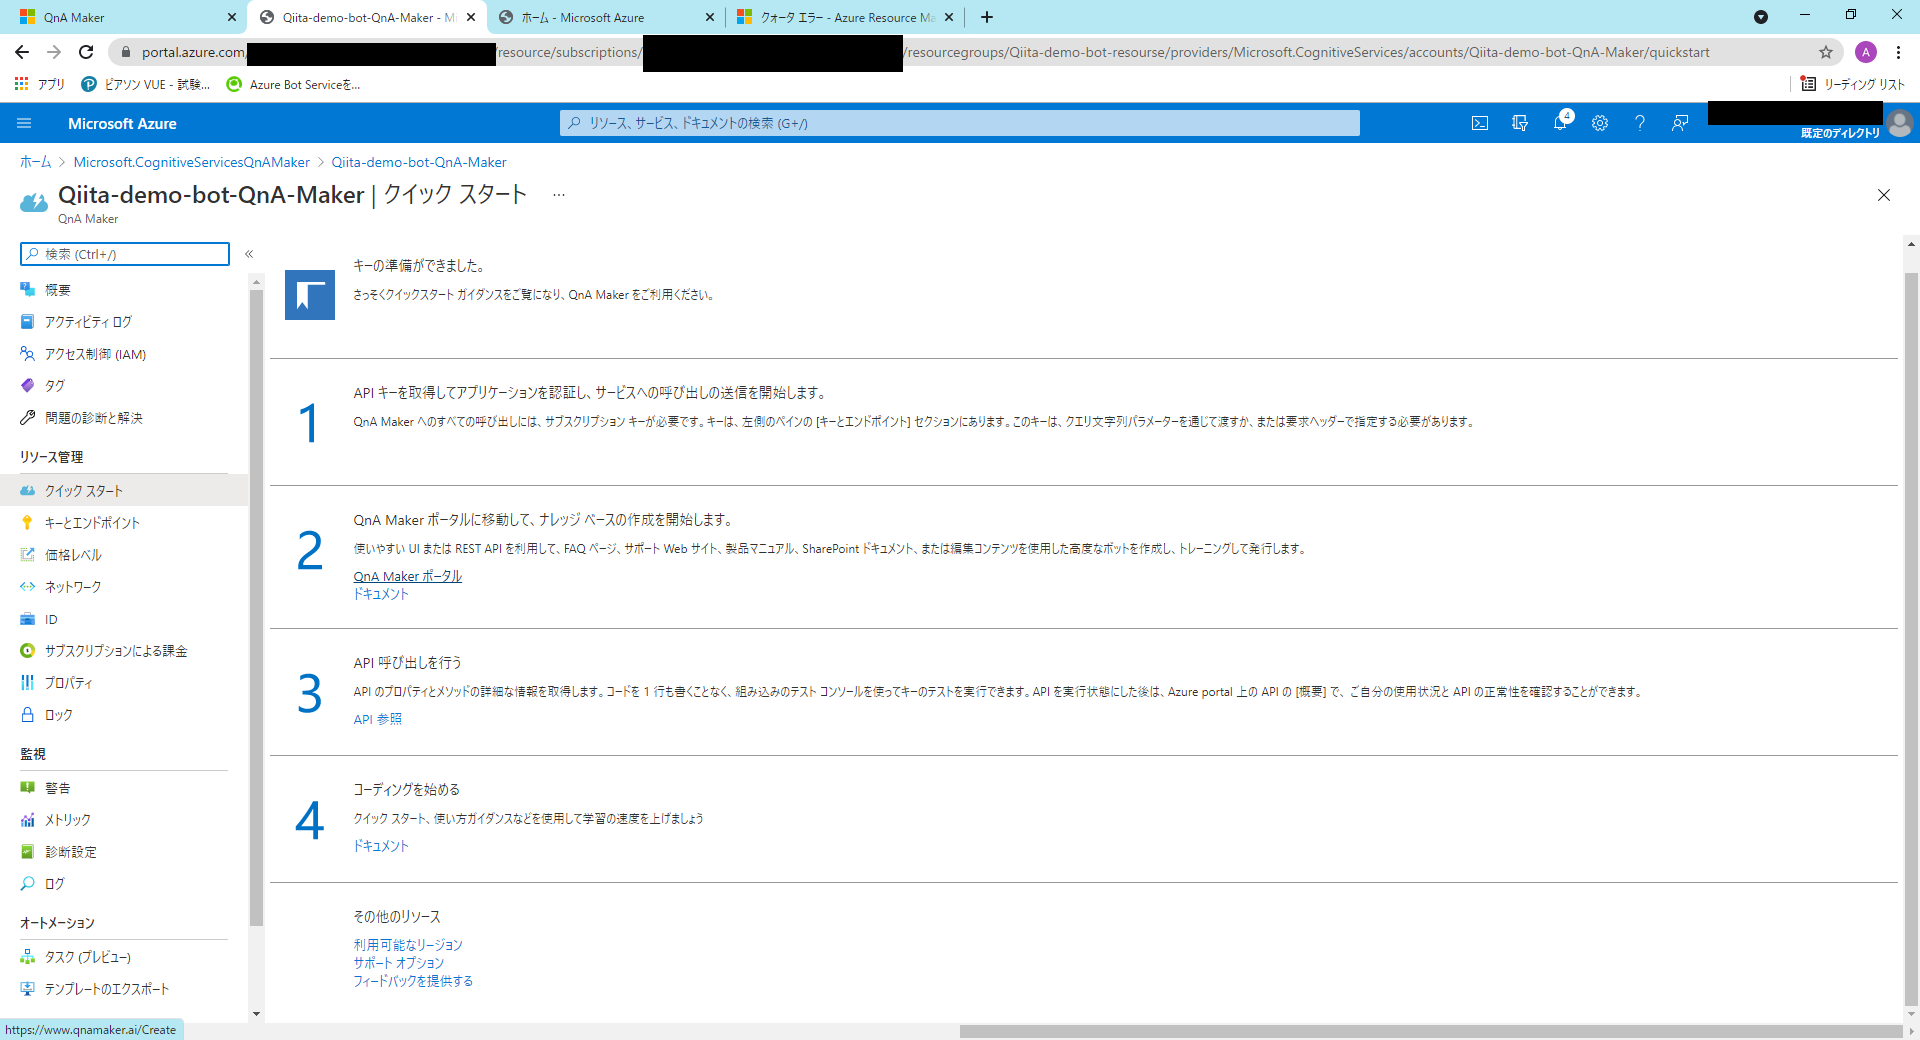 QnA Maker
Qiita-demo-bot-QnA-Maker - Mi
ホーム - Microsoft Azure
クォータ エラー - Azure Resource Ma
portal.azure.com/
/resource/subscriptions/
/resourcegroups/Qiita-demo-bot-resourse/providers/Microsoft.CognitiveServices/accounts/Qiita-demo-bot-QnA-Maker/quickstart
A
アプリ
ピアソン VUE - 試験...
Azure Bot Serviceを...
リーディング リスト
Microsoft Azure
リソース、サービス、ドキュメントの検索 (G+/)
4
既定のディレクトリ
ホーム > Microsoft.CognitiveServicesQnAMaker > Qiita-demo-bot-QnA-Maker
Qiita-demo-bot-QnA-Maker | クイック スタート ...
QnA Maker
検索 (Ctrl+/)
«
概要
アクティビティ ログ
アクセス制御 (IAM)
タグ
問題の診断と解決
リソース管理
クイック スタート
キーとエンドポイント
価格レベル
ネットワーク
ID
サブスクリプションによる課金
プロパティ
ロック
監視
警告
メトリック
診断設定
ログ
オートメーション
タスク (プレビュー)
テンプレートのエクスポート
キーの準備ができました。
さっそくクイックスタート ガイダンスをご覧になり、QnA Maker をご利用ください。
1
API キーを取得してアプリケーションを認証し、サービスへの呼び出しの送信を開始します。
QnA Maker へのすべての呼び出しには、サブスクリプション キーが必要です。キーは、左側のペインの [キーとエンドポイント] セクションにあります。このキーは、クエリ文字列パラメーターを通じて渡すか、または要求ヘッダーで指定する必要があります。
2
QnA Maker ポータルに移動して、ナレッジ ベースの作成を開始します。
使いやすい UI または REST API を利用して、FAQ ページ、サポート Web サイト、製品マニュアル、SharePoint ドキュメント、または編集コンテンツを使用した高度なボットを作成し、トレーニングして発行します。
QnA Maker ポータル
ドキュメント
3
API 呼び出しを行う
API のプロパティとメソッドの詳細な情報を取得します。コードを 1 行も書くことなく、組み込みのテスト コンソールを使ってキーのテストを実行できます。API を実行状態にした後は、Azure portal 上の API の [概要] で、ご自分の使用状況と API の正常性を確認することができます。
API 参照
4
コーディングを始める
クイック スタート、使い方ガイダンスなどを使用して学習の速度を上げましょう
ドキュメント
その他のリソース
利用可能なリージョン
サポート オプション
フィードバックを提供する
https://www.qnamaker.ai/Create